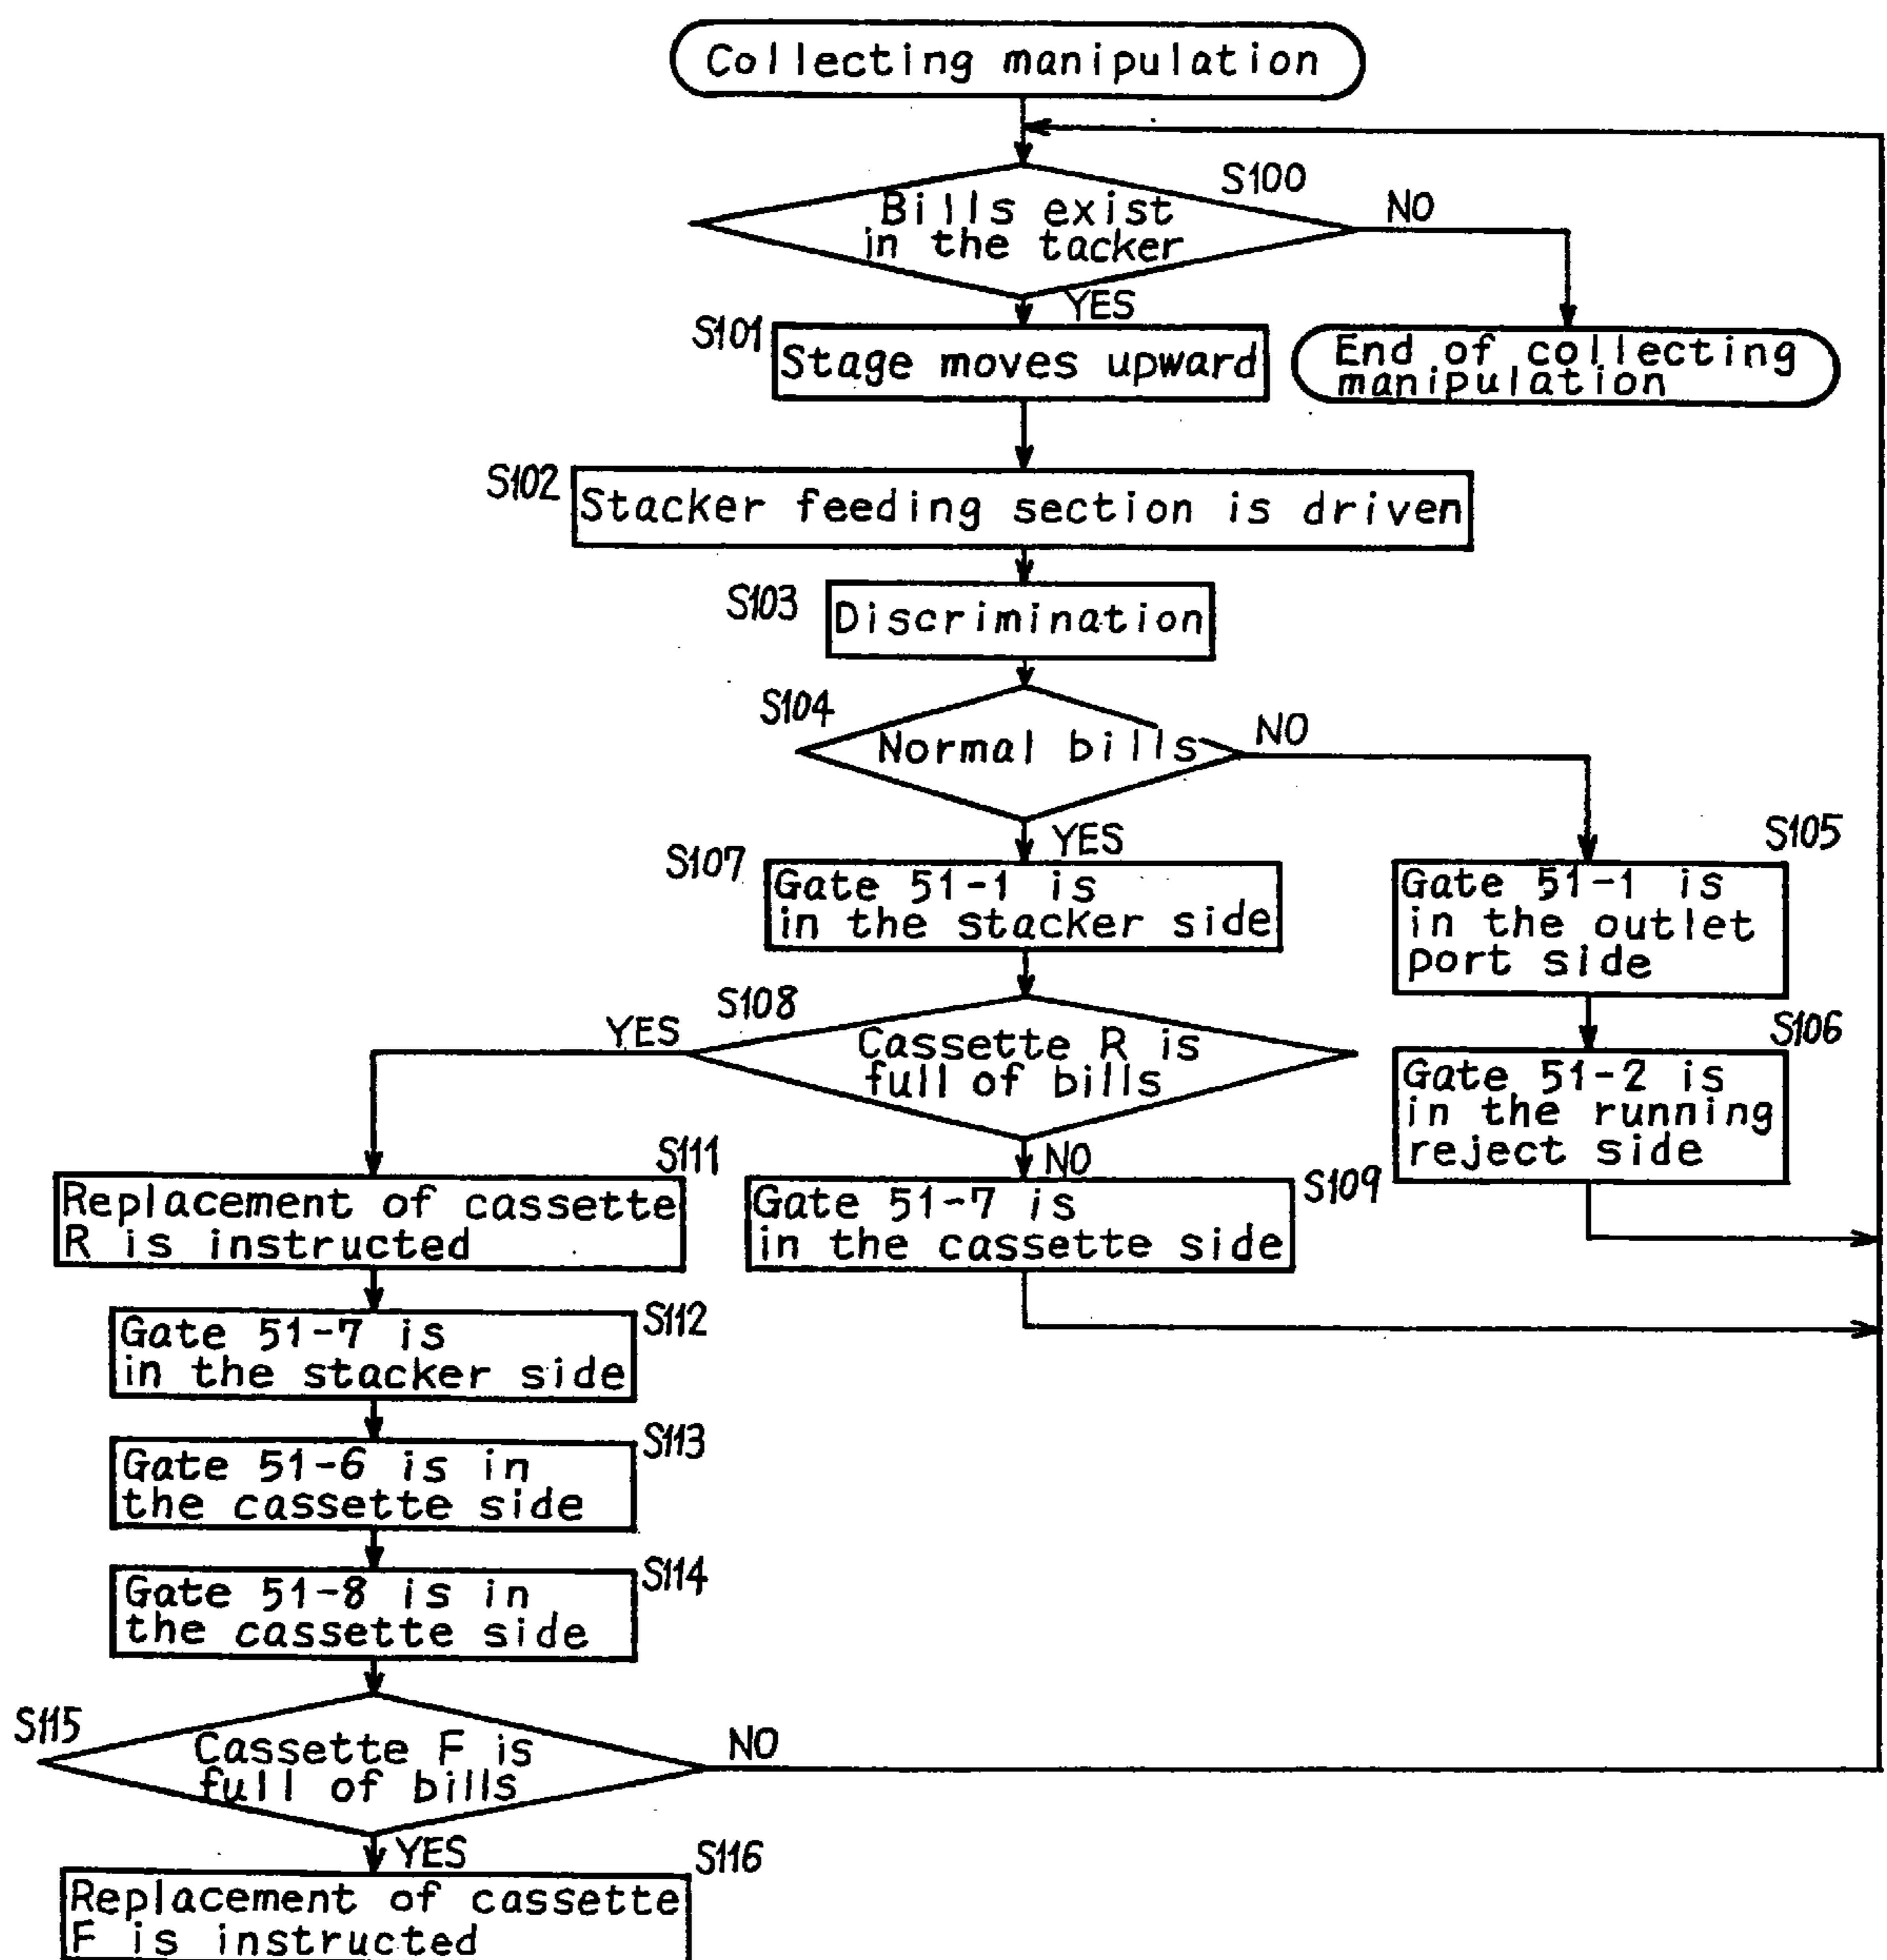 Collecting manipulation
S100
Bills exist
in the tacker
NO
YES
S101
Stage moves upward
End of collecting
manipulation
S102
Stacker feeding section is driven
S103
Discrimination
S104
Normal bills
NO
YES
S107
Gate 51-1 is
in the stacker side
S105
Gate 51-1 is
in the outlet
port side
S108
YES
Cassette R is
full of bills
NO
S106
Gate 51-2 is
in the running
reject side
S111
Replacement of cassette
R is instructed
S109
Gate 51-7 is
in the cassette side
S112
Gate 51-7 is
in the stacker side
S113
Gate 51-6 is in
the cassette side
S114
Gate 51-8 is in
the cassette side
S115
Cassette F is
full of bills
NO
YES
S116
Replacement of cassette
F is instructed